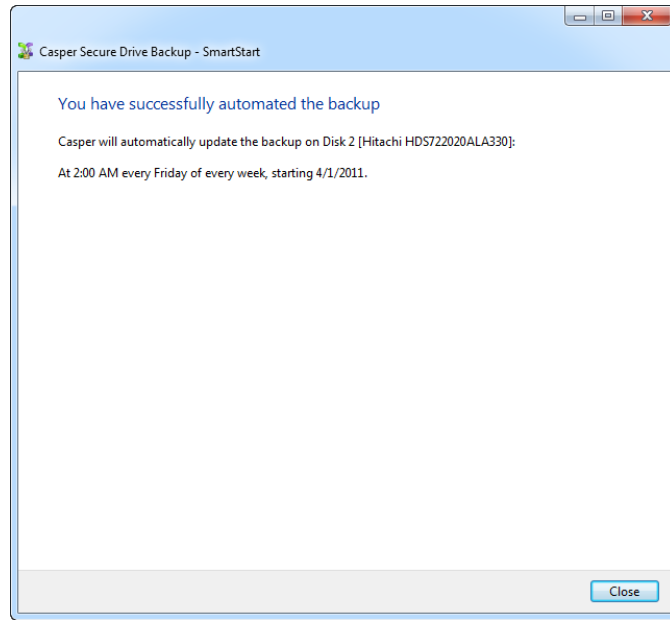 Casper Secure Drive Backup - SmartStart
You have successfully automated the backup
Casper will automatically update the backup on Disk 2 [Hitachi HDS722020ALA330]:
At 2:00 AM every Friday of every week, starting 4/1/2011.
Close